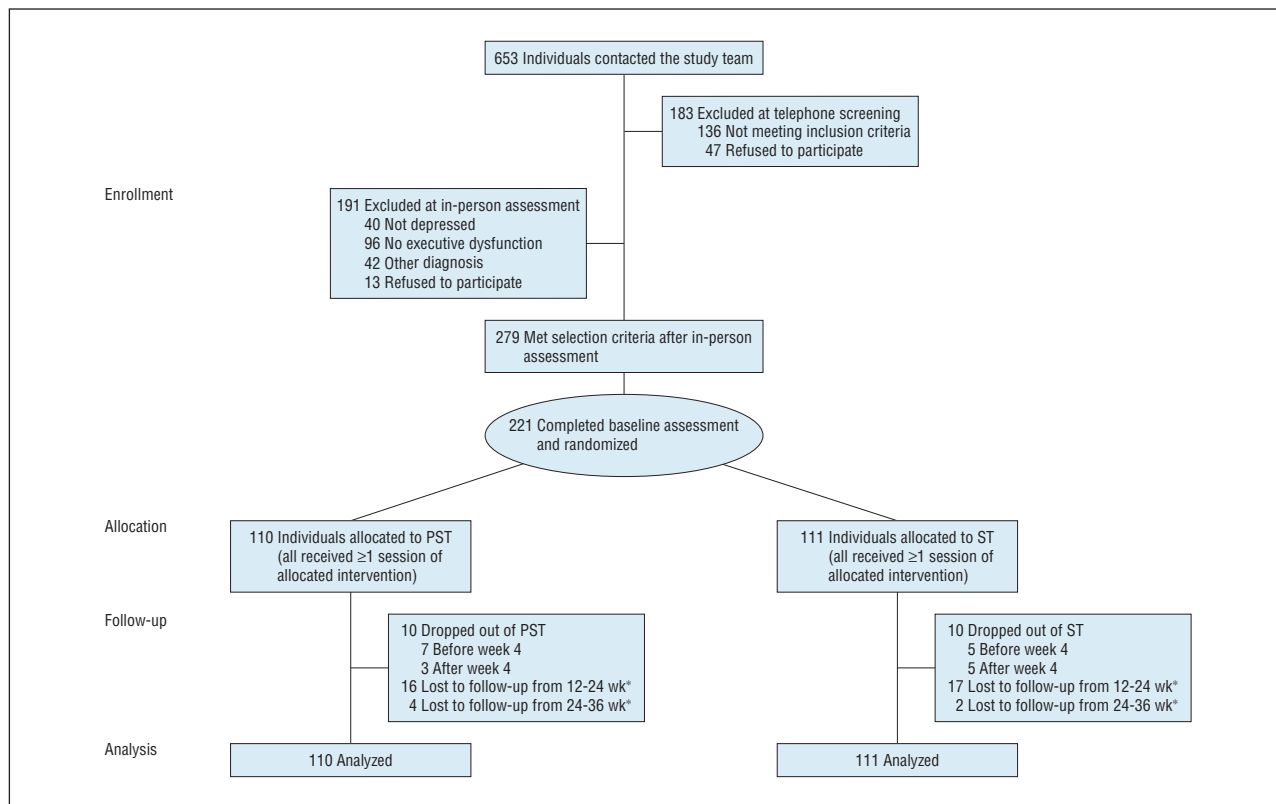 653 Individuals contacted the study team
183 Excluded at telephone screening
136 Not meeting inclusion criteria
47 Refused to participate
Enrollment
191 Excluded at in-person assessment
40 Not depressed
96 No executive dysfunction
42 Other diagnosis
13 Refused to participate
279 Met selection criteria after in-person
assessment
221 Completed baseline assessment
and randomized
Allocation
110 Individuals allocated to PST
(all received ≥1 session of
allocated intervention)
111 Individuals allocated to ST
(all received ≥1 session of
allocated intervention)
Follow-up
10 Dropped out of PST
7 Before week 4
3 After week 4
16 Lost to follow-up from 12-24 wk*
4 Lost to follow-up from 24-36 wk*
10 Dropped out of ST
5 Before week 4
5 After week 4
17 Lost to follow-up from 12-24 wk*
2 Lost to follow-up from 24-36 wk*
Analysis
110 Analyzed
111 Analyzed